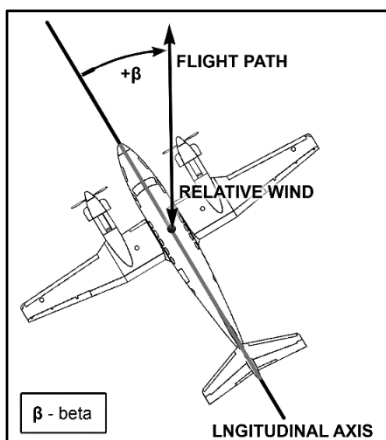 +β
FLIGHT PATH
RELATIVE WIND
β - beta
LNGITUDINAL AXIS